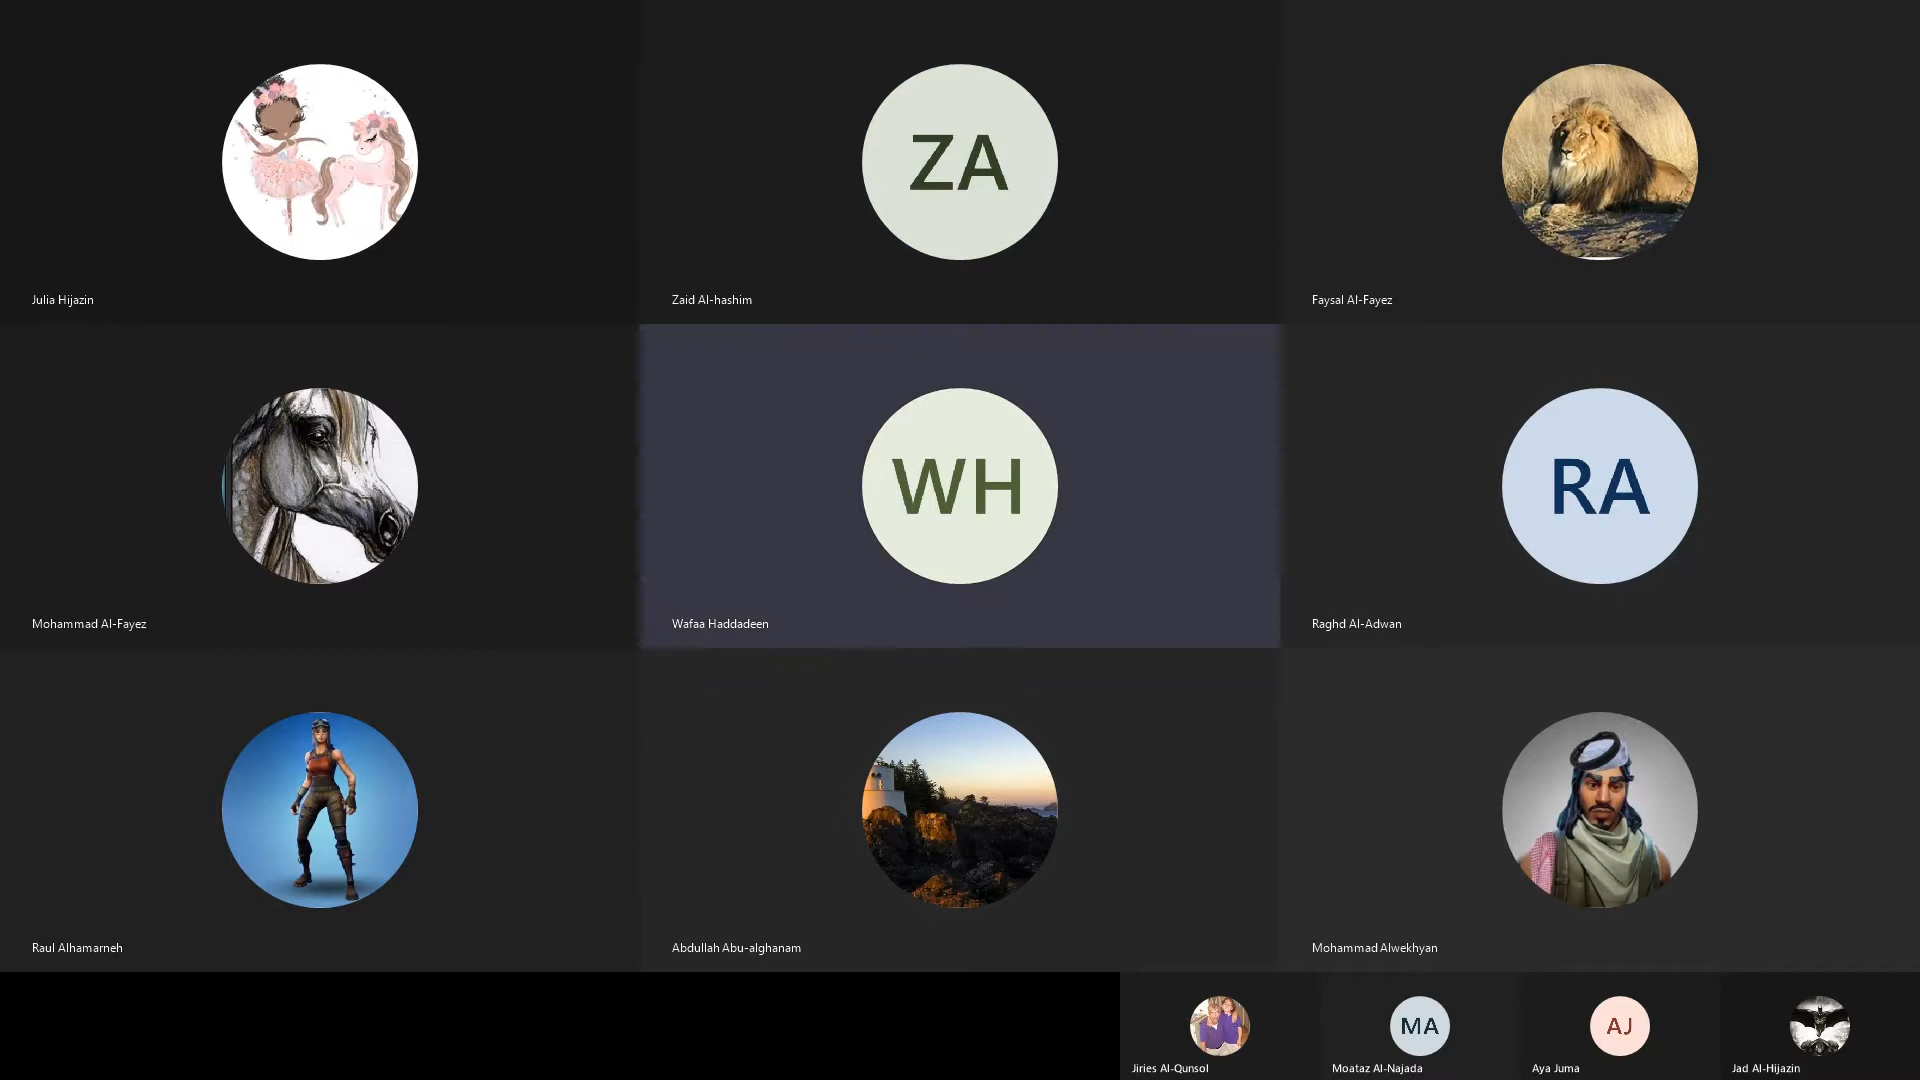 ZA
Julia Hijazin
Zaid Al-hashim
Faysal Al-Fayez
WH
RA
Mohammad Al-Fayez
Wafaa Haddadeen
Raghd Al-Adwan
Raul Alhamarneh
Abdullah Abu-alghanam
Mohammad Alwekhyan
MA
AJ
Jiries Al-Qunsol
Moataz Al-Najada
Aya Juma
Jad Al-Hijazin